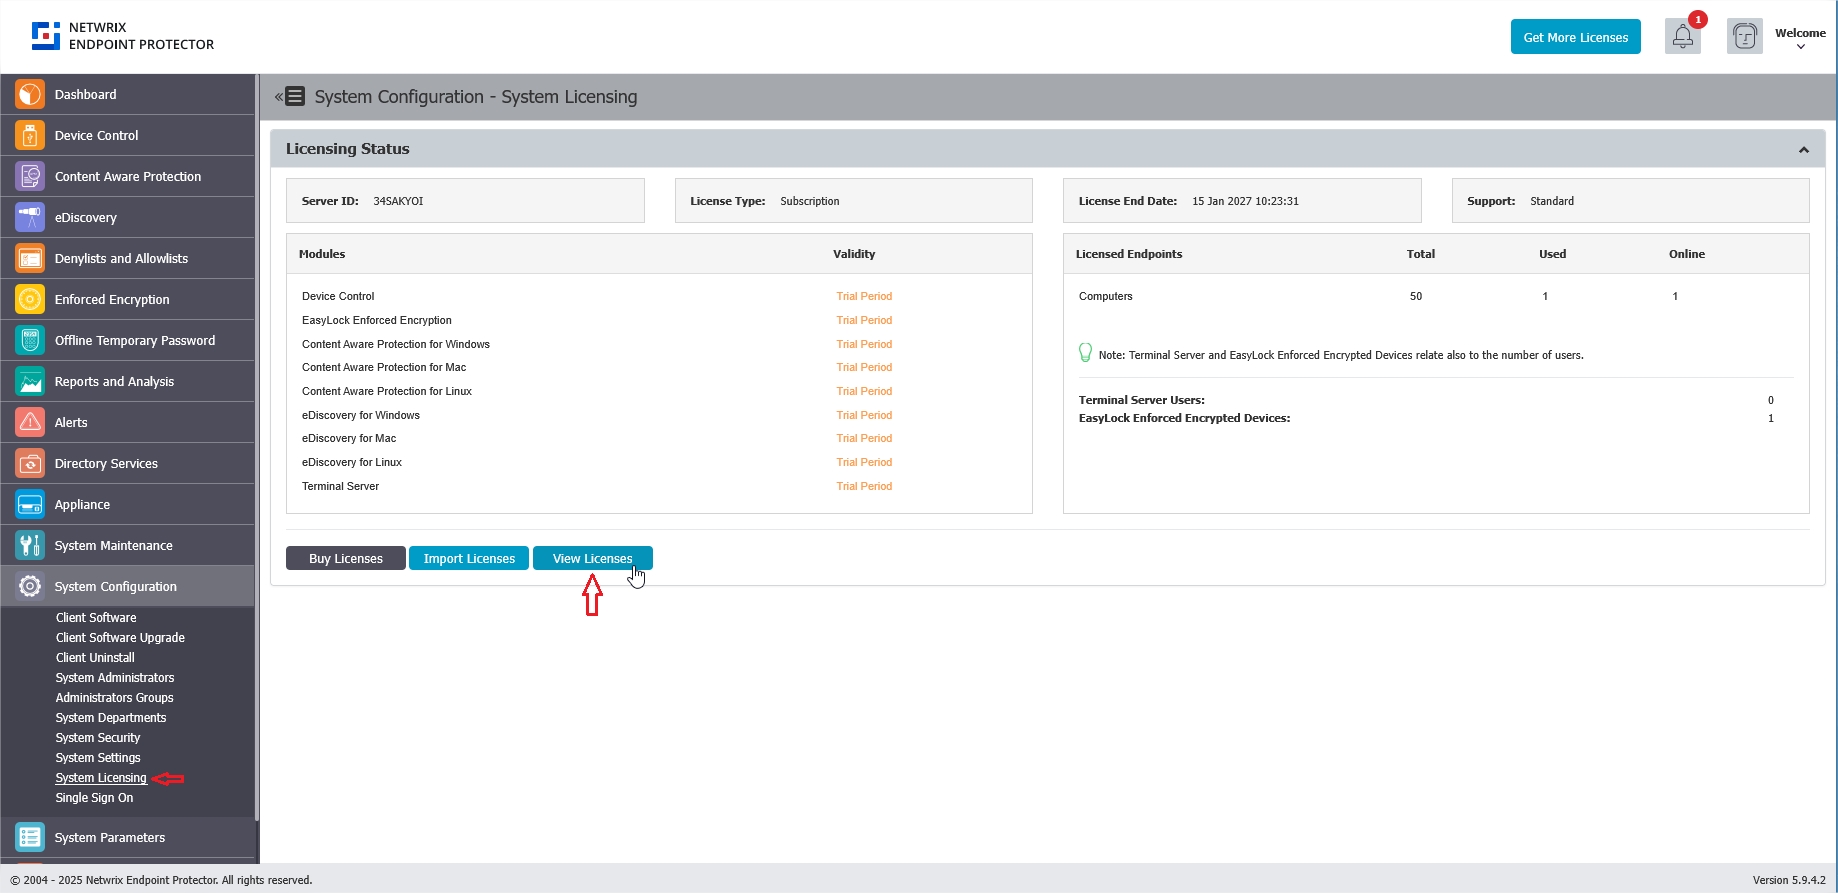 NETWRIX
ENDPOINT PROTECTOR
Get More Licenses
1
Welcome
Dashboard
Device Control
Content Aware Protection
eDiscovery
Denylists and Allowlists
Enforced Encryption
Offline Temporary Password
Reports and Analysis
Alerts
Directory Services
Appliance
System Maintenance
System Configuration
Client Software
Client Software Upgrade
Client Uninstall
System Administrators
Administrators Groups
System Departments
System Security
System Settings
System Licensing
Single Sign On
System Parameters
System Configuration - System Licensing
Licensing Status
Server ID: 34SAKYOI
License Type: Subscription
License End Date: 15 Jan 2027 10:23:31
Support: Standard
Modules Validity
Device Control Trial Period
EasyLock Enforced Encryption Trial Period
Content Aware Protection for Windows Trial Period
Content Aware Protection for Mac Trial Period
Content Aware Protection for Linux Trial Period
eDiscovery for Windows Trial Period
eDiscovery for Mac Trial Period
eDiscovery for Linux Trial Period
Terminal Server Trial Period
Licensed Endpoints Total Used Online
Computers 50 1 1
Note: Terminal Server and EasyLock Enforced Encrypted Devices relate also to the number of users.
Terminal Server Users: 0
EasyLock Enforced Encrypted Devices: 1
Buy Licenses Import Licenses View Licenses
© 2004 - 2025 Netwrix Endpoint Protector. All rights reserved.
Version 5.9.4.2